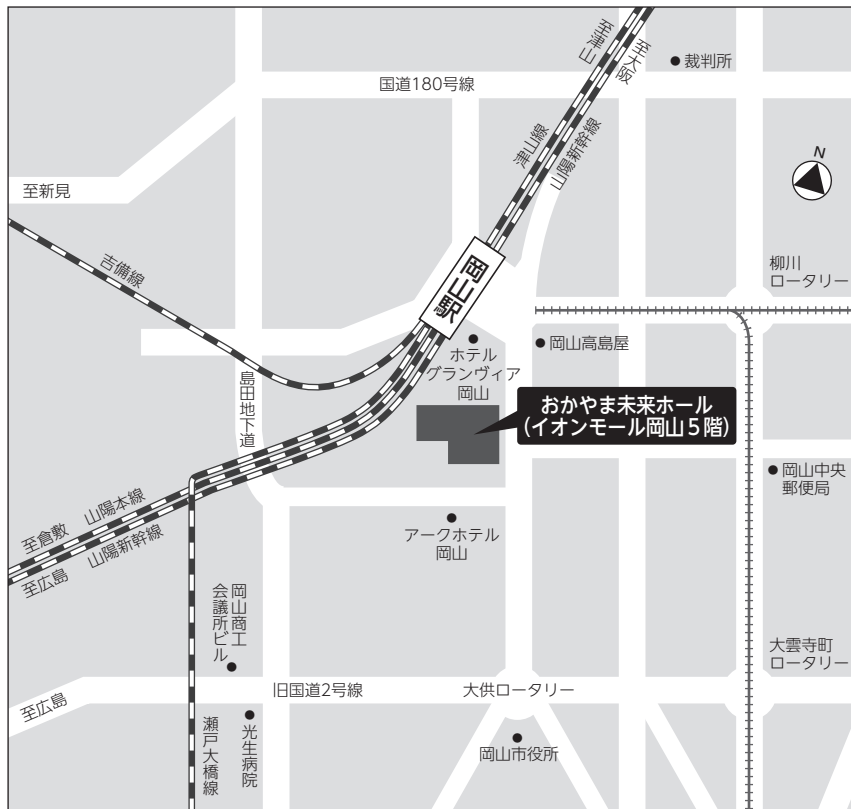 至津山
至大阪
裁判所
国道180号線
津山線
山陽新幹線
N
至新見
吉備線
岡山駅
柳川
ロータリー
岡山高島屋
ホテル
グランヴィア
岡山
島田地下道
おかやま未来ホール
(イオンモール岡山5階)
岡山中央
郵便局
山陽本線
至倉敷
山陽新幹線
至広島
アークホテル
岡山
岡山商工
会議所ビル
大雲寺町
ロータリー
旧国道2号線
大供ロータリー
至広島
瀬戸大橋線
光生病院
岡山市役所